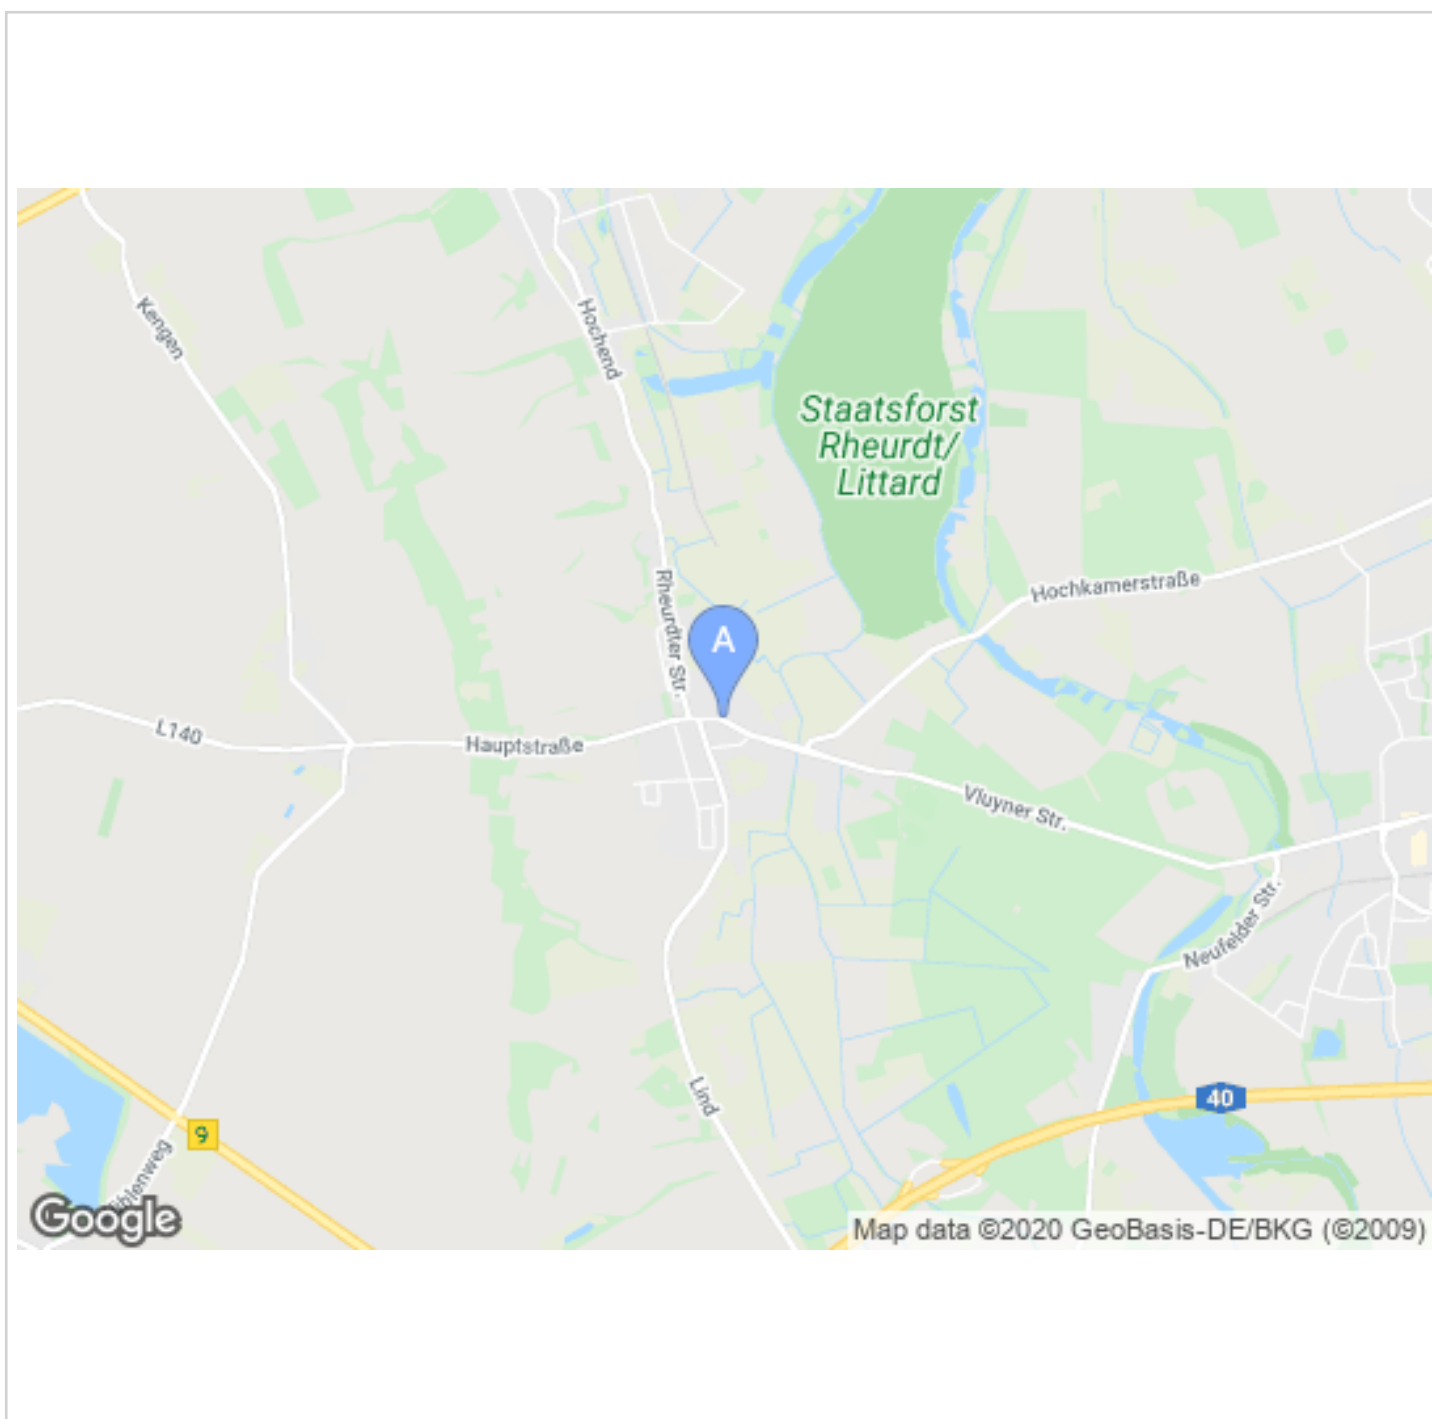 Kengen
Hochend
Staatsforst
Rheurdt/
Littard
Rheurdter Str.
Hochkamerstraße
A
L140
Hauptstraße
Vluyner Str.
Neufelder Str.
Lind
40
9
Google
Map data ©2020 GeoBasis-DE/BKG (©2009)